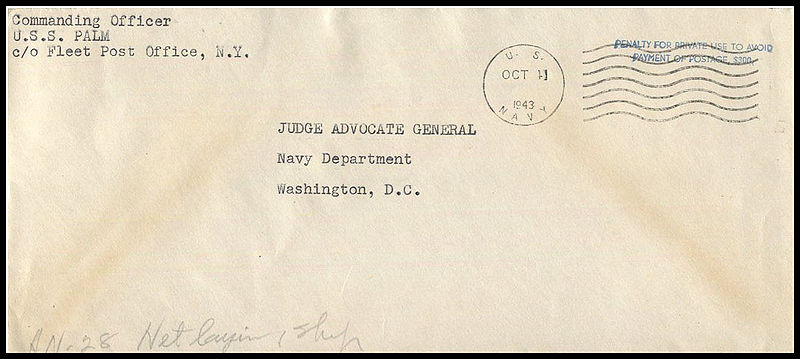 Commanding Officer
U.S.S. PALM
c/o Fleet Post Office, N.Y.
U. S.
OCT 11
1943
NAVY
PENALTY FOR PRIVATE USE TO AVOID
PAYMENT OF POSTAGE, $300.
JUDGE ADVOCATE GENERAL
Navy Department
Washington, D.C.
AN-28 Net laying Ship